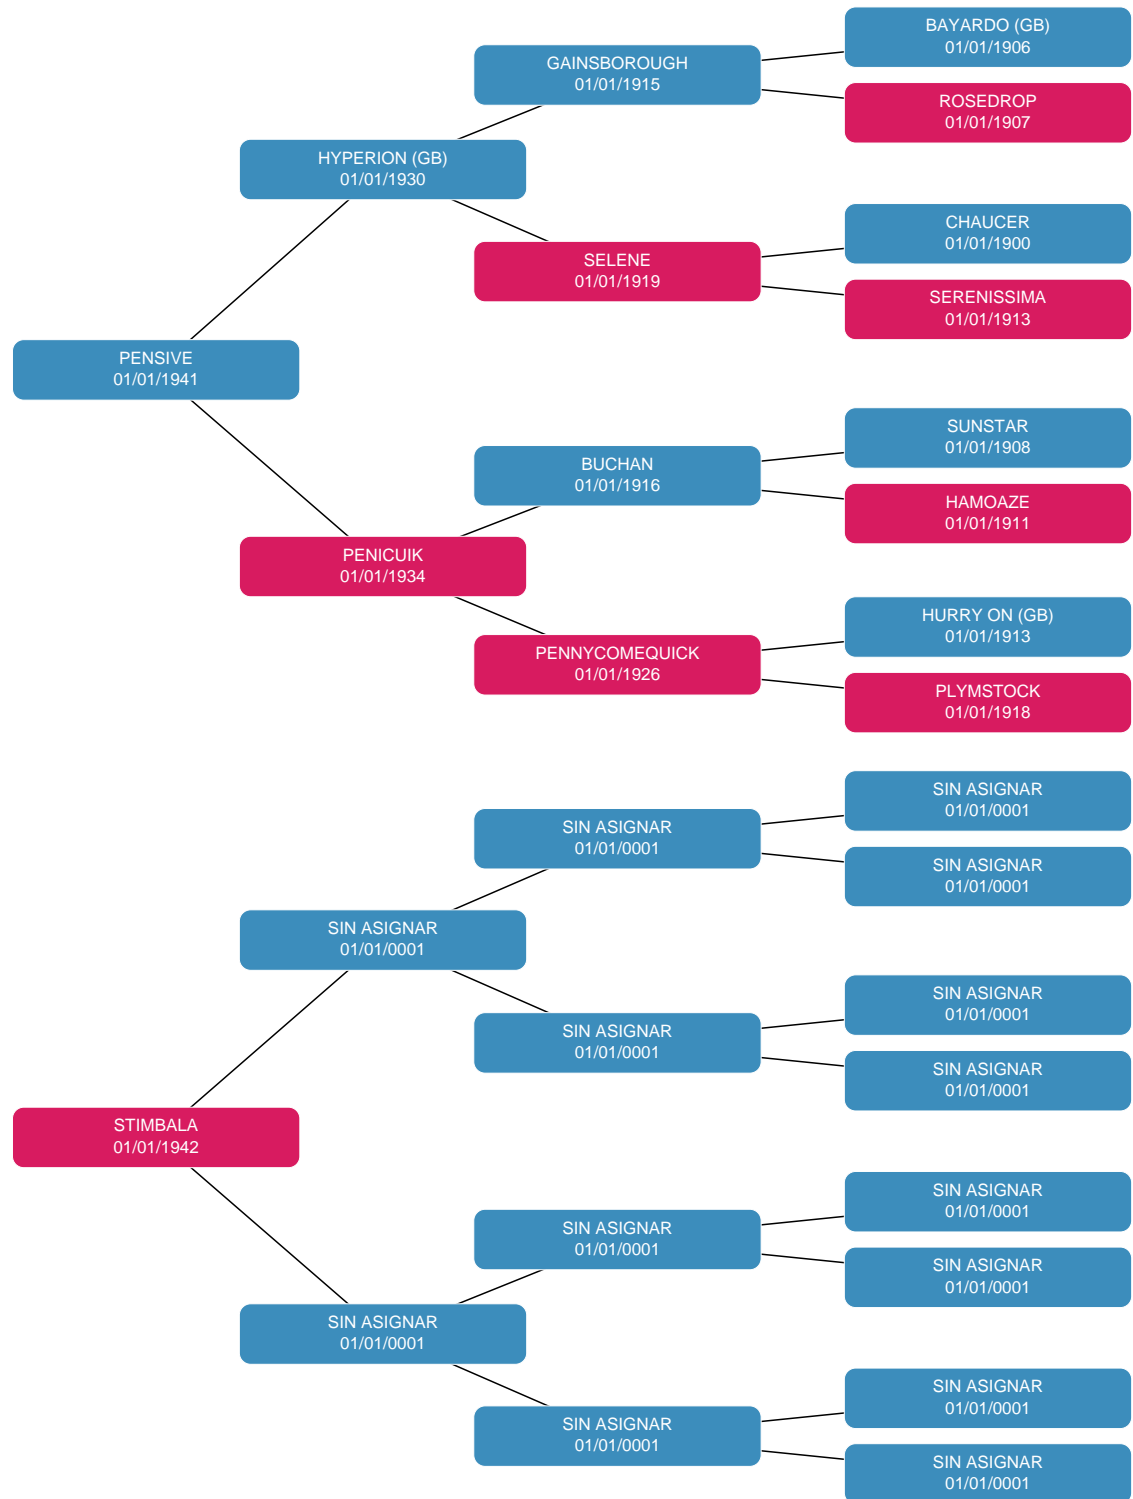 BAYARDO (GB)
01/01/1906
GAINSBOROUGH
01/01/1915
ROSEDROP
01/01/1907
HYPERION (GB)
01/01/1930
CHAUCER
01/01/1900
SELENE
01/01/1919
SERENISSIMA
01/01/1913
PENSIVE
01/01/1941
SUNSTAR
01/01/1908
BUCHAN
01/01/1916
HAMOAZE
01/01/1911
PENICUIK
01/01/1934
HURRY ON (GB)
01/01/1913
PENNYCOMEQUICK
01/01/1926
PLYMSTOCK
01/01/1918
SIN ASIGNAR
01/01/0001
SIN ASIGNAR
01/01/0001
SIN ASIGNAR
01/01/0001
SIN ASIGNAR
01/01/0001
SIN ASIGNAR
01/01/0001
SIN ASIGNAR
01/01/0001
SIN ASIGNAR
01/01/0001
STIMBALA
01/01/1942
SIN ASIGNAR
01/01/0001
SIN ASIGNAR
01/01/0001
SIN ASIGNAR
01/01/0001
SIN ASIGNAR
01/01/0001
SIN ASIGNAR
01/01/0001
SIN ASIGNAR
01/01/0001
SIN ASIGNAR
01/01/0001